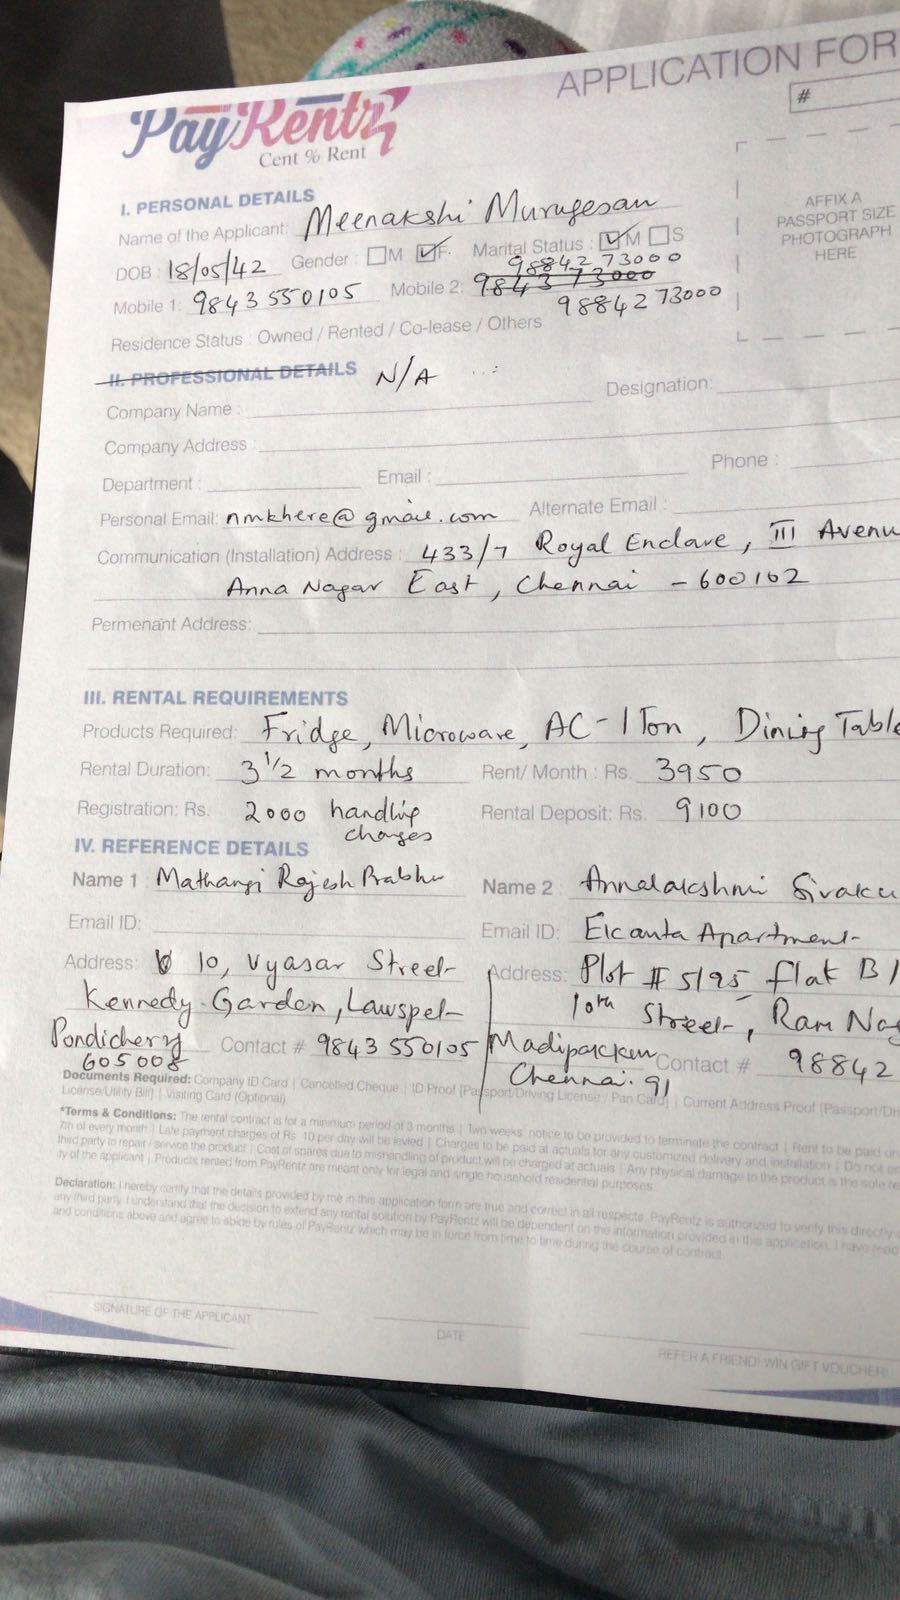 APPLICATION FOR
#
PayRentz
Cent % Rent
AFFIX A
PASSPORT SIZE
PHOTOGRAPH
HERE
I. PERSONAL DETAILS
Name of the Applicant: Meenakshi Murugesan
DOB : 18/05/42 Gender : M F Marital Status : M S
98842 73000
Mobile 1: 9843 550105 Mobile 2: 9843 73000
98842 73000
Residence Status : Owned / Rented / Co-lease / Others
II. PROFESSIONAL DETAILS N/A
Company Name : Designation:
Company Address :
Department : Email : Phone :
Personal Email: nmkhere@gmail.com Alternate Email :
Communication (Installation) Address : 433/7 Royal Enclave, III Avenu
Anna Nagar East, Chennai - 600102
Permenant Address:
III. RENTAL REQUIREMENTS
Products Required: Fridge, Microwave, AC - 1 Ton, Dining Table
Rental Duration: 3 1/2 months Rent/ Month : Rs. 3950
Registration: Rs. 2000 handling charges Rental Deposit: Rs. 9100
IV. REFERENCE DETAILS
Name 1 Mathangi Rajesh Prabhu Name 2 Annalakshmi Sivaku
Email ID: Email ID: Elcanta Apartment
Address: 10, Vyasar Street Address: Plot # 5195 flat B1
Kennedy Garden, Lawspet 10th Street, Ram Nag
Pondicherry Contact # 9843 550105 Madipakkam Contact # 98842
605008 Chennai. 91
Documents Required: Company ID Card | Cancelled Cheque | ID Proof (Passport/Driving License / Pan Card) | Current Address Proof (Passport/Dri
License/Utility Bill) | Visiting Card (Optional)
*Terms & Conditions: The rental contract is for a minimum period of 3 months | Two weeks' notice to be provided to terminate the contract | Rent to be paid on
7th of every month | Late payment charges of Rs. 10 per day will be levied | Charges to be paid at actuals for any customized delivery and installation | Do not en
third party to repair / service the product | Cost of spares due to mishandling of product will be charged at actuals | Any physical damage to the product is the sole re
ity of the applicant | Products rented from PayRentz are meant only for legal and single household residential purposes.
Declaration: I hereby certify that the details provided by me in this application form are true and correct in all respects. PayRentz is authorized to verify this directly
any third party. I understand that the decision to extend any rental solution by PayRentz will be dependent on the information provided in this application. I have read
and conditions above and agree to abide by rules of PayRentz which may be in force from time to time during the course of contract.
SIGNATURE OF THE APPLICANT
DATE
REFER A FRIEND! WIN GIFT VOUCHER!